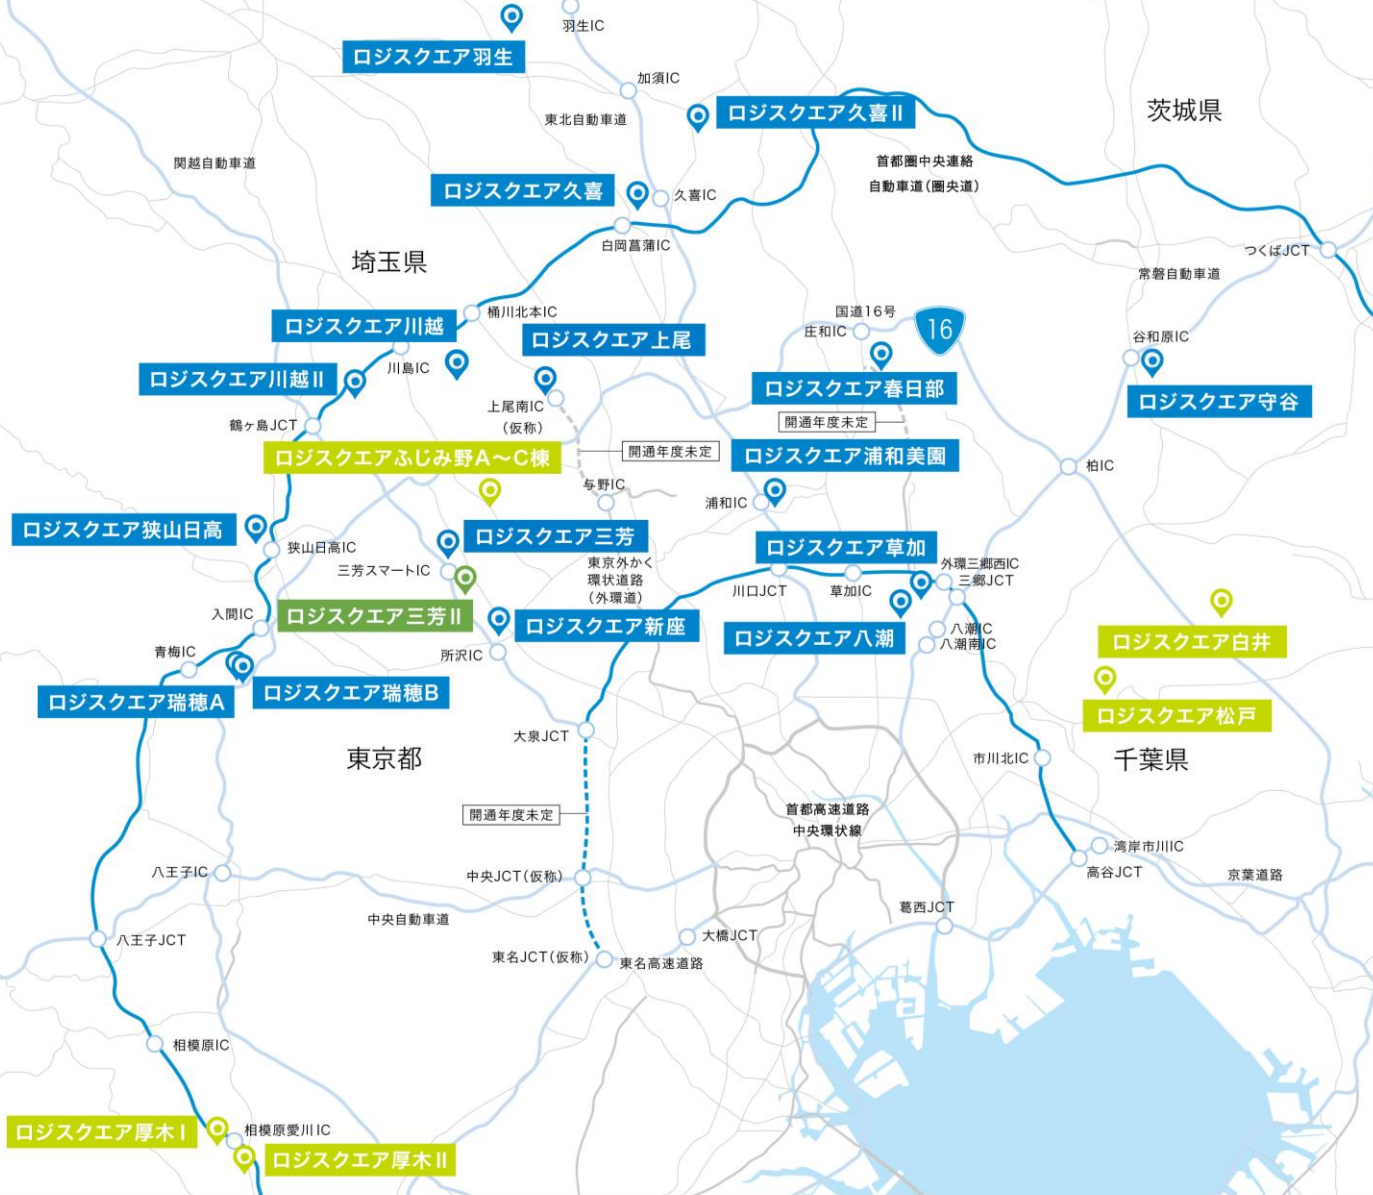 羽生IC
ロジスクエア羽生
加須IC
東北自動車道
ロジスクエア久喜Ⅱ
茨城県
関越自動車道
首都圏中央連絡
自動車道(圏央道)
ロジスクエア久喜
久喜IC
白岡菖蒲IC
埼玉県
つくばJCT
常磐自動車道
桶川北本IC
国道16号
庄和IC
16
ロジスクエア川越
ロジスクエア上尾
谷和原IC
川島IC
ロジスクエア川越Ⅱ
ロジスクエア春日部
ロジスクエア守谷
上尾南IC
(仮称)
鶴ヶ島JCT
開通年度未定
開通年度未定
ロジスクエアふじみ野A〜C棟
ロジスクエア浦和美園
柏IC
与野IC
浦和IC
ロジスクエア狭山日高
ロジスクエア三芳
狭山日高IC
ロジスクエア草加
三芳スマートIC
東京外かく
環状道路
(外環道)
外環三郷西IC
三郷JCT
川口JCT
草加IC
入間IC
ロジスクエア三芳Ⅱ
ロジスクエア新座
ロジスクエア八潮
八潮IC
八潮南IC
ロジスクエア白井
青梅IC
所沢IC
ロジスクエア瑞穂A
ロジスクエア瑞穂B
ロジスクエア松戸
大泉JCT
東京都
市川北IC
千葉県
開通年度未定
首都高速道路
中央環状線
湾岸市川IC
高谷JCT
京葉道路
八王子IC
中央JCT(仮称)
中央自動車道
葛西JCT
八王子JCT
大橋JCT
東名JCT(仮称)
東名高速道路
相模原IC
ロジスクエア厚木Ⅰ
相模原愛川IC
ロジスクエア厚木Ⅱ